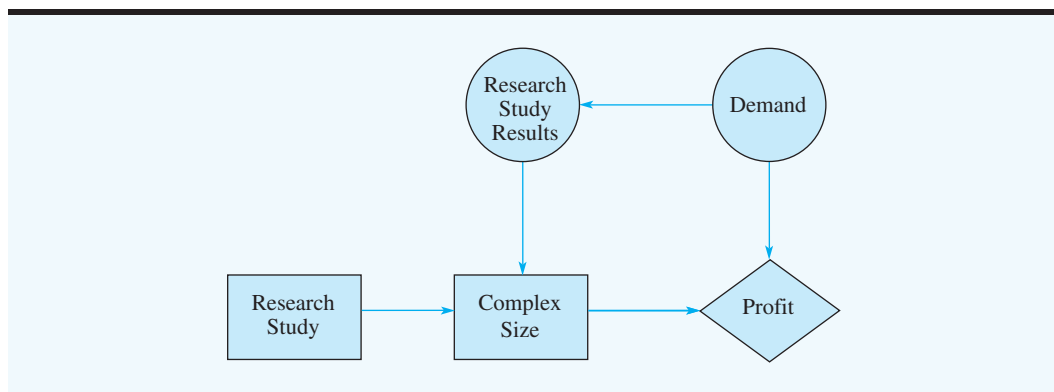 Research
Study
Results
Demand
Research
Study
Complex
Size
Profit